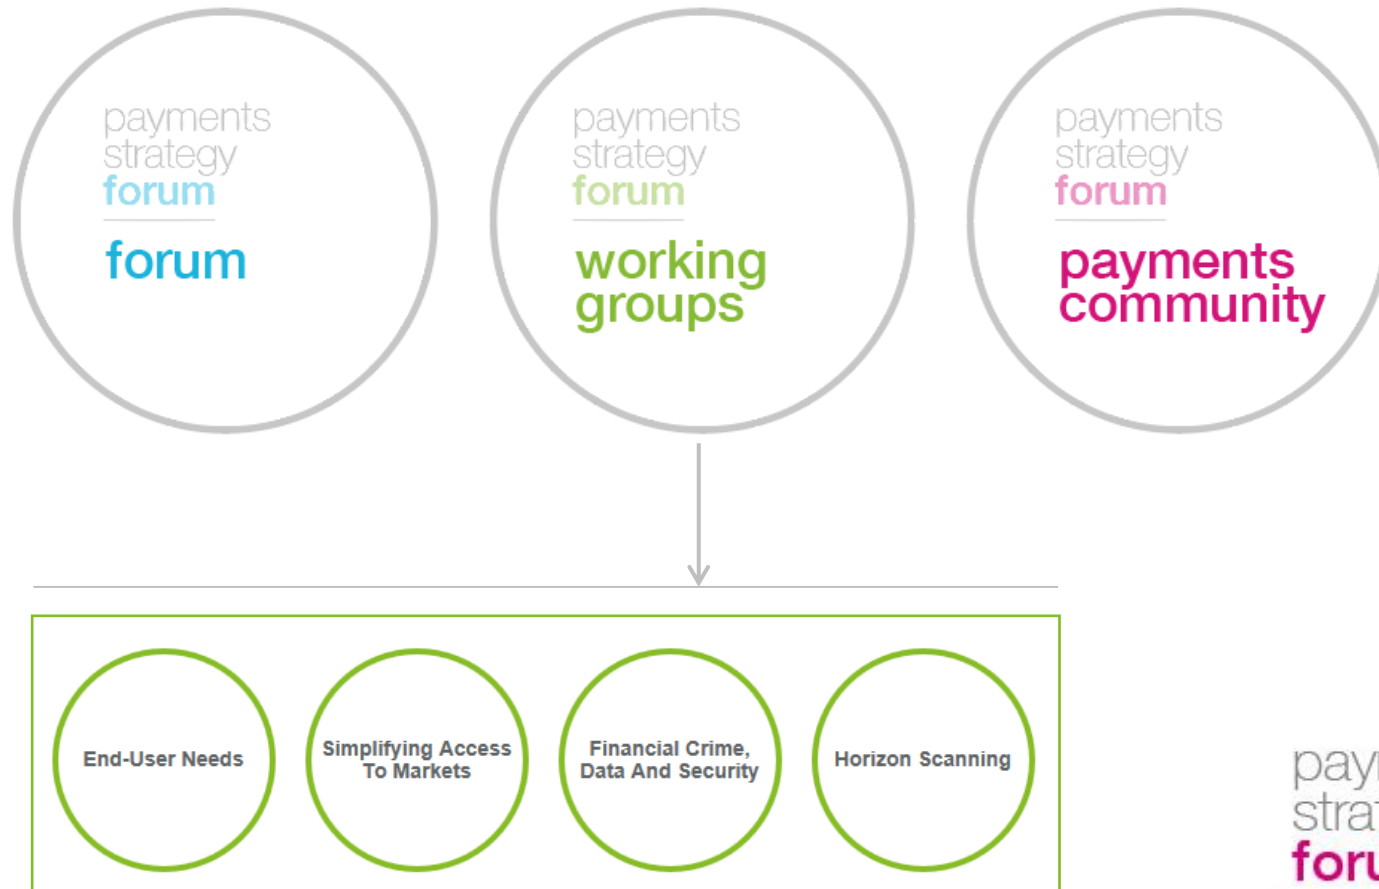 payments
strategy
forum
forum
payments
strategy
forum
working
groups
payments
strategy
forum
payments
community
End-User Needs
Simplifying Access
To Markets
Financial Crime,
Data And Security
Horizon Scanning